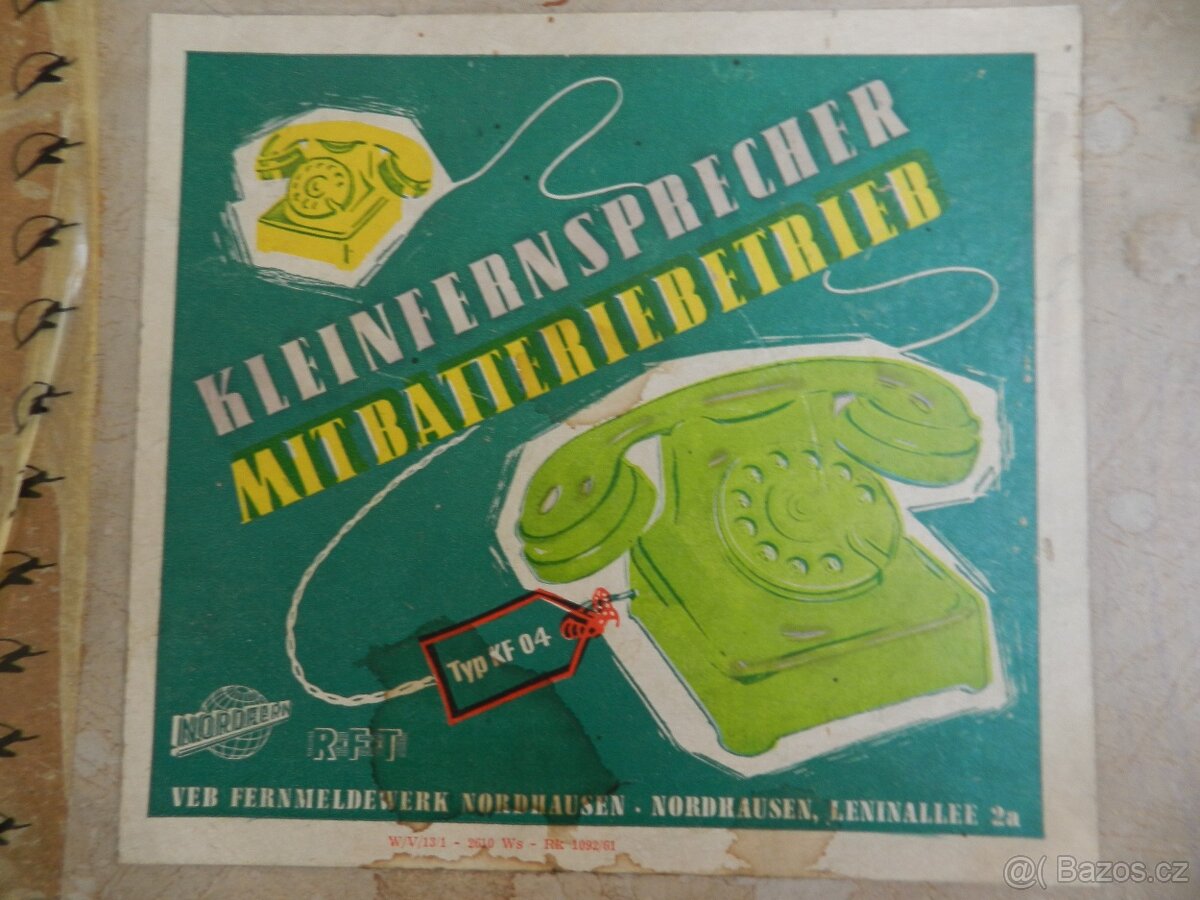 KLEINFERNSPRECHER
MIT BATTERIEBETRIEB
Typ KF 04
NORDFERN
R-F-T
VEB FERNMELDEWERK NORDHAUSEN · NORDHAUSEN, LENINALLEE 2a
W/V/13/1 - 2610 Ws - Rk 1092/61
@( Bazos.cz